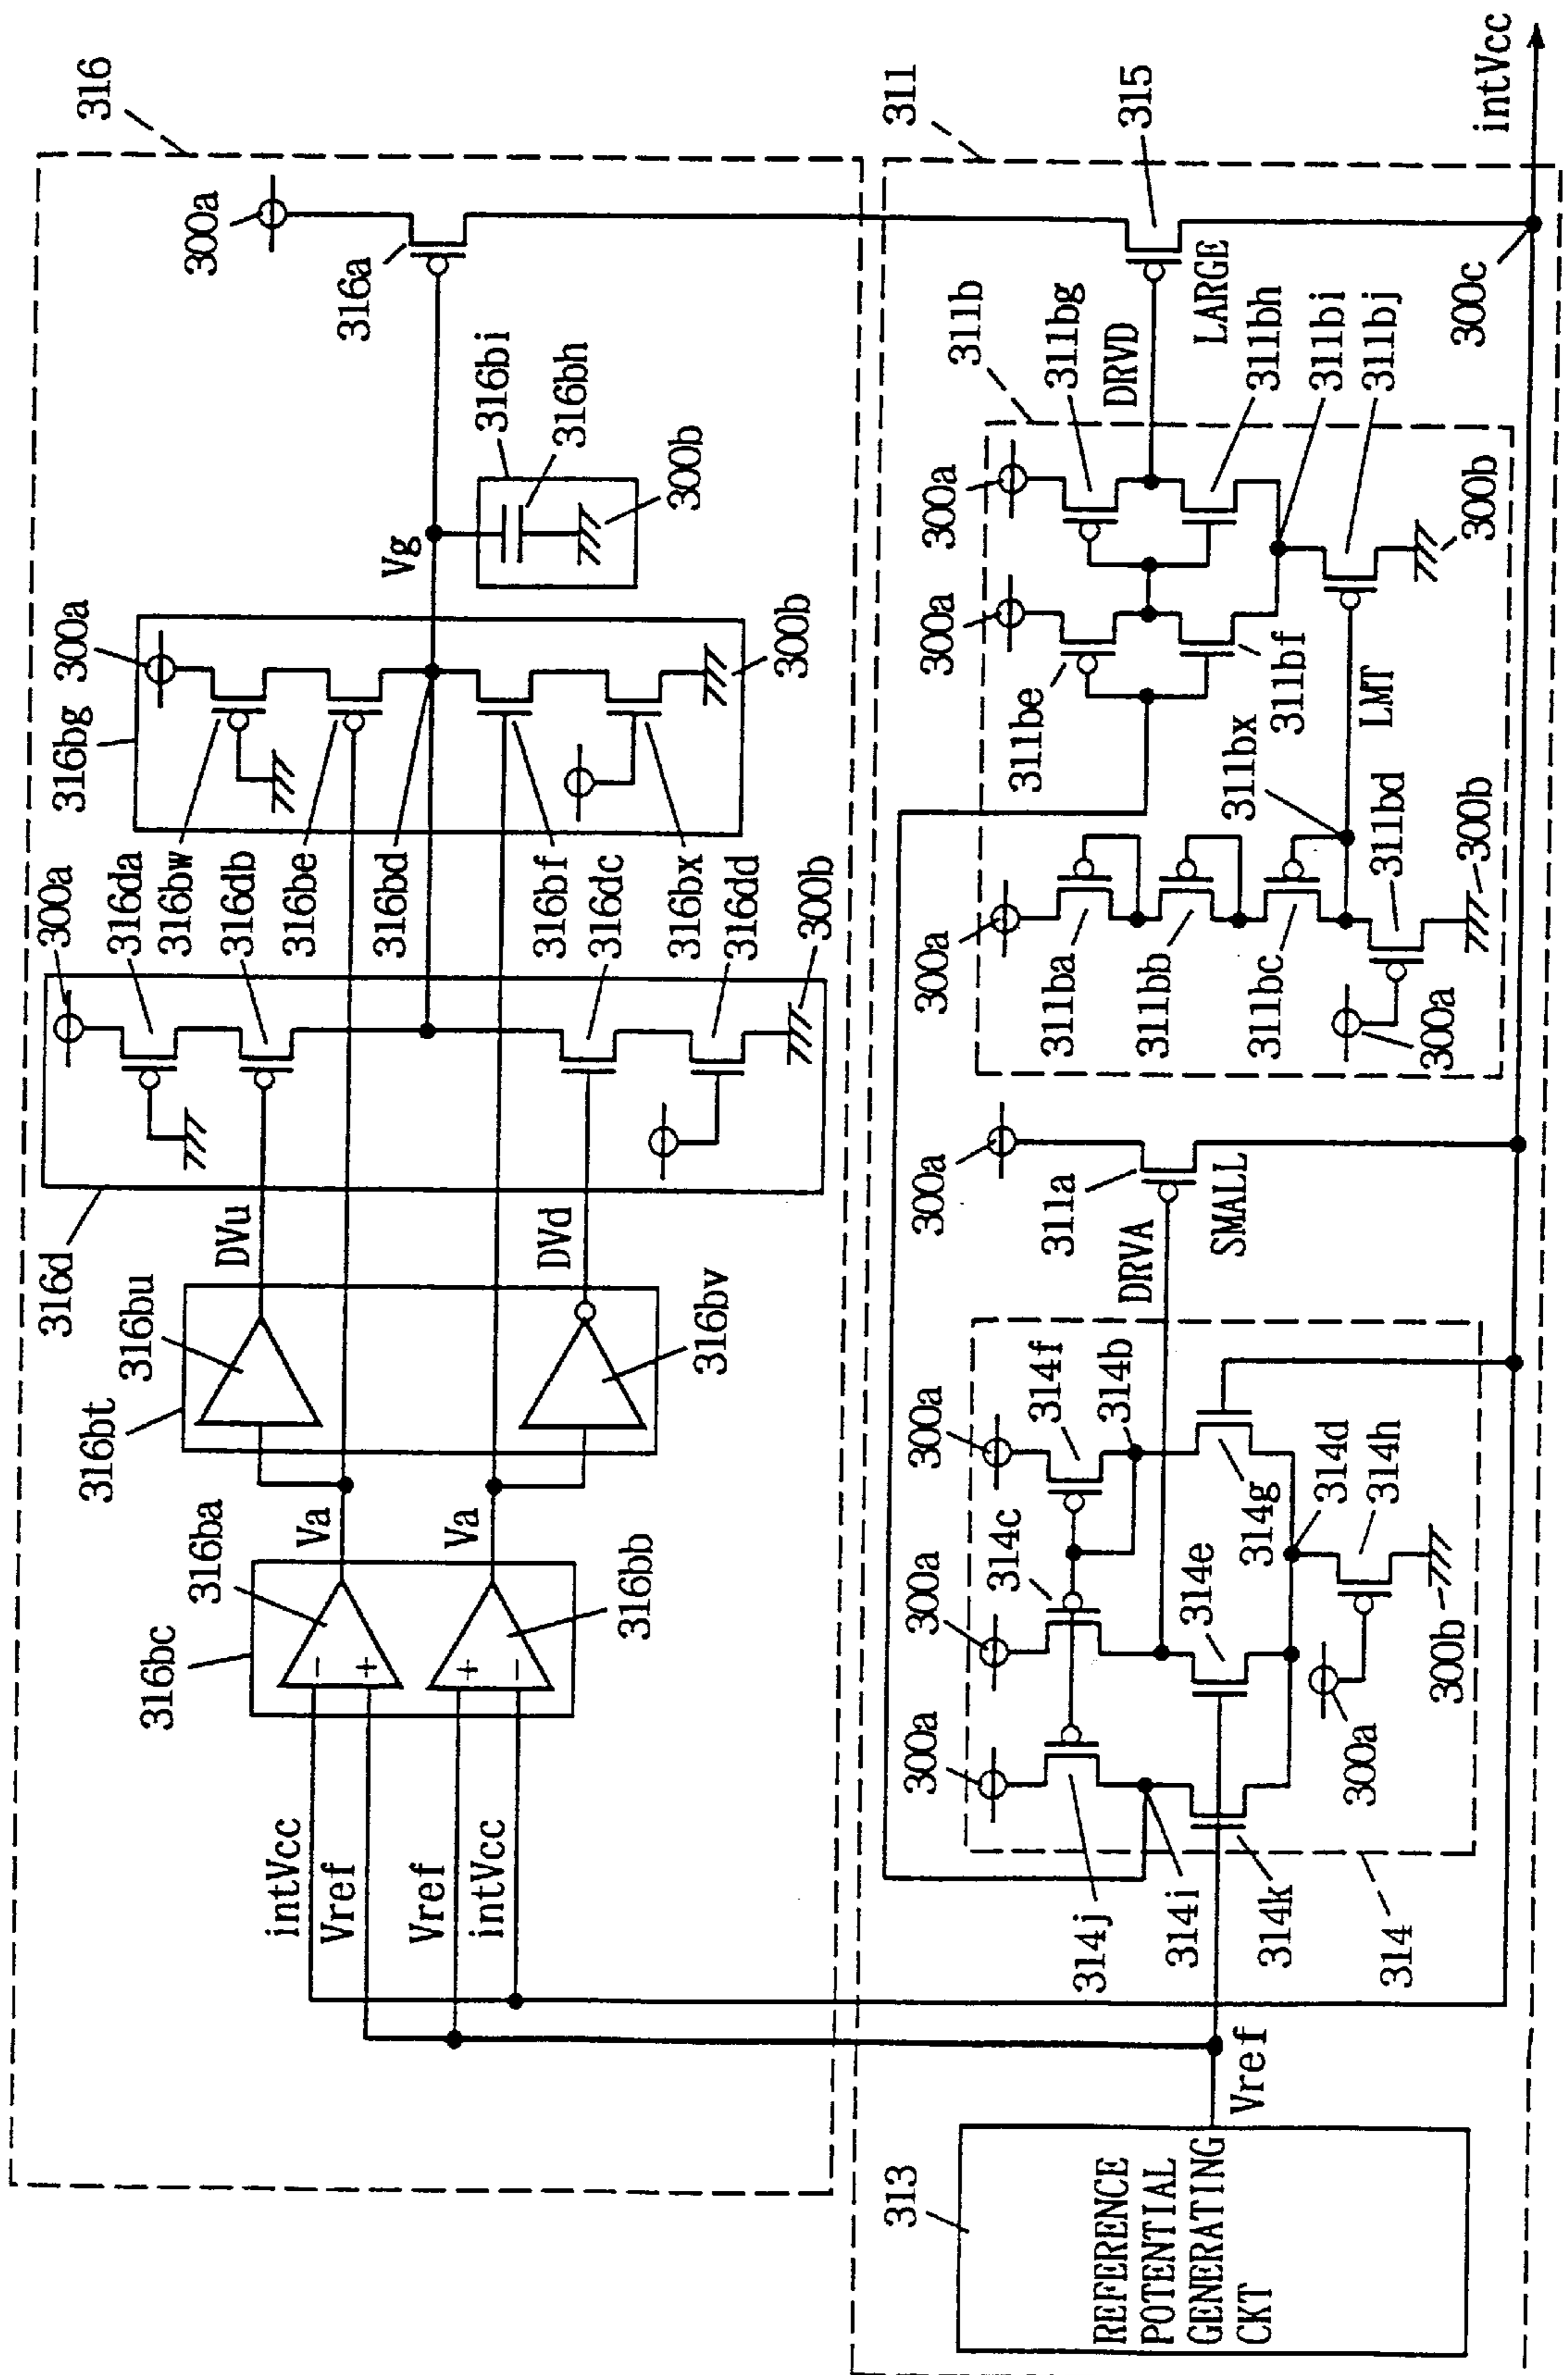 316
300a
316a
316bi
316bh
300b
Vg
300a
316bg
300b
300a
316da
316bw
316db
316be
316bd
316bf
316dc
316bx
316dd
300b
316d
DVu
DVd
316bu
316bt
316bv
Va
Va
316ba
316bb
316bc
-
+
+
-
intVcc
Vref
Vref
intVcc
311
315
intVcc
LARGE
300c
311b
311bg
DRVD
311bh
311bi
311bj
300a
300a
300b
311be
311bf
LMT
311bx
311bd
300b
300a
311ba
311bb
311bc
300a
300a
311a
SMALL
DRVA
300a
314f
314b
314c
314g
314d
314h
300a
314e
300b
300a
300a
314j
314i
314k
314
Vref
313
REFERENCE
POTENTIAL
GENERATING
CKT